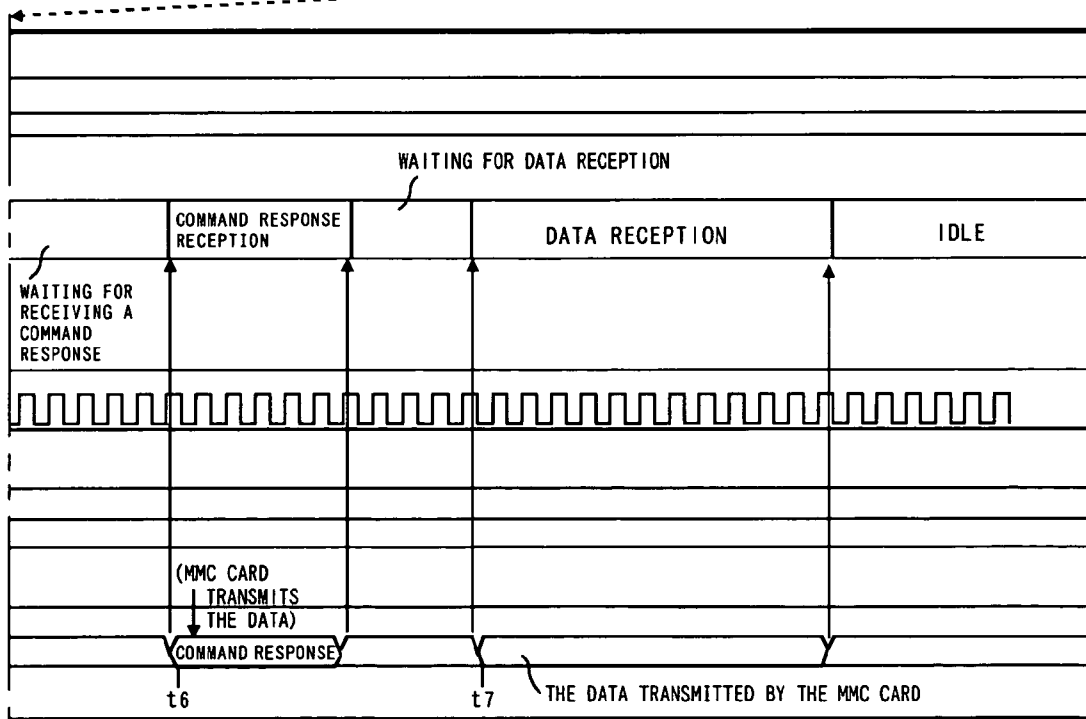 WAITING FOR DATA RECEPTION
COMMAND RESPONSE
RECEPTION
DATA RECEPTION
IDLE
WAITING FOR
RECEIVING A
COMMAND
RESPONSE
(MMC CARD
TRANSMITS
THE DATA)
COMMAND RESPONSE
t6
t7
THE DATA TRANSMITTED BY THE MMC CARD